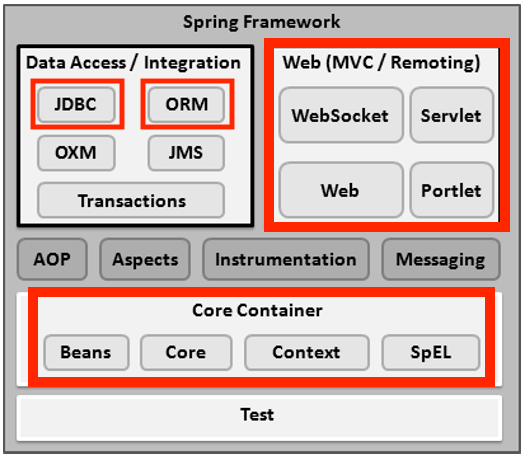 Spring Framework
Data Access / Integration
JDBC
ORM
OXM
JMS
Transactions
Web (MVC / Remoting)
WebSocket
Servlet
Web
Portlet
AOP
Aspects
Instrumentation
Messaging
Core Container
Beans
Core
Context
SpEL
Test